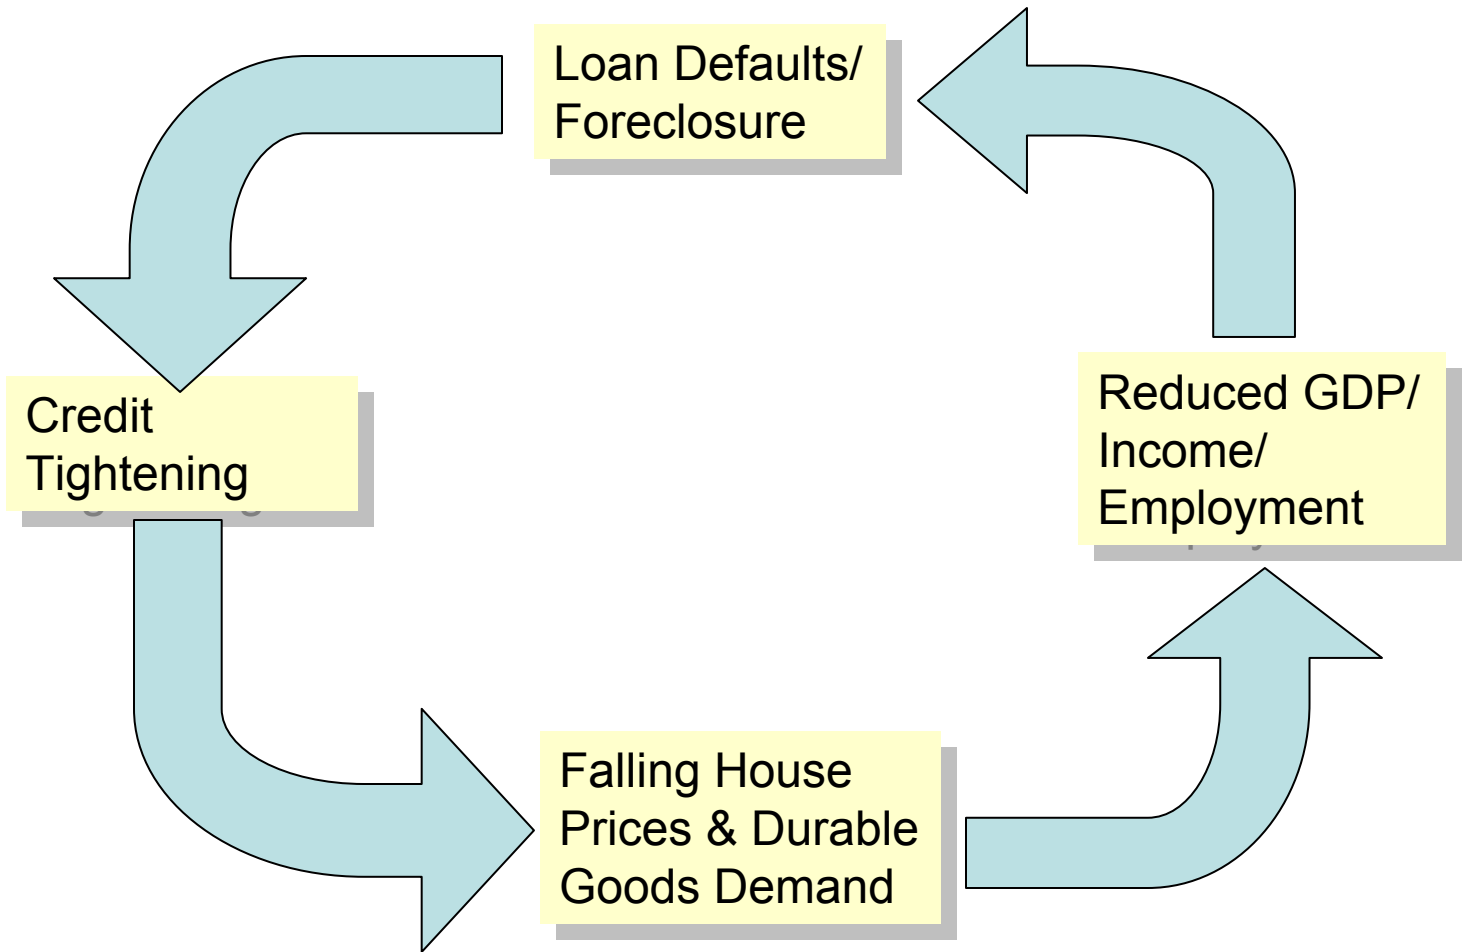 Loan Defaults/
Foreclosure
Credit
Tightening
Reduced GDP/
Income/
Employment
Falling House
Prices & Durable
Goods Demand